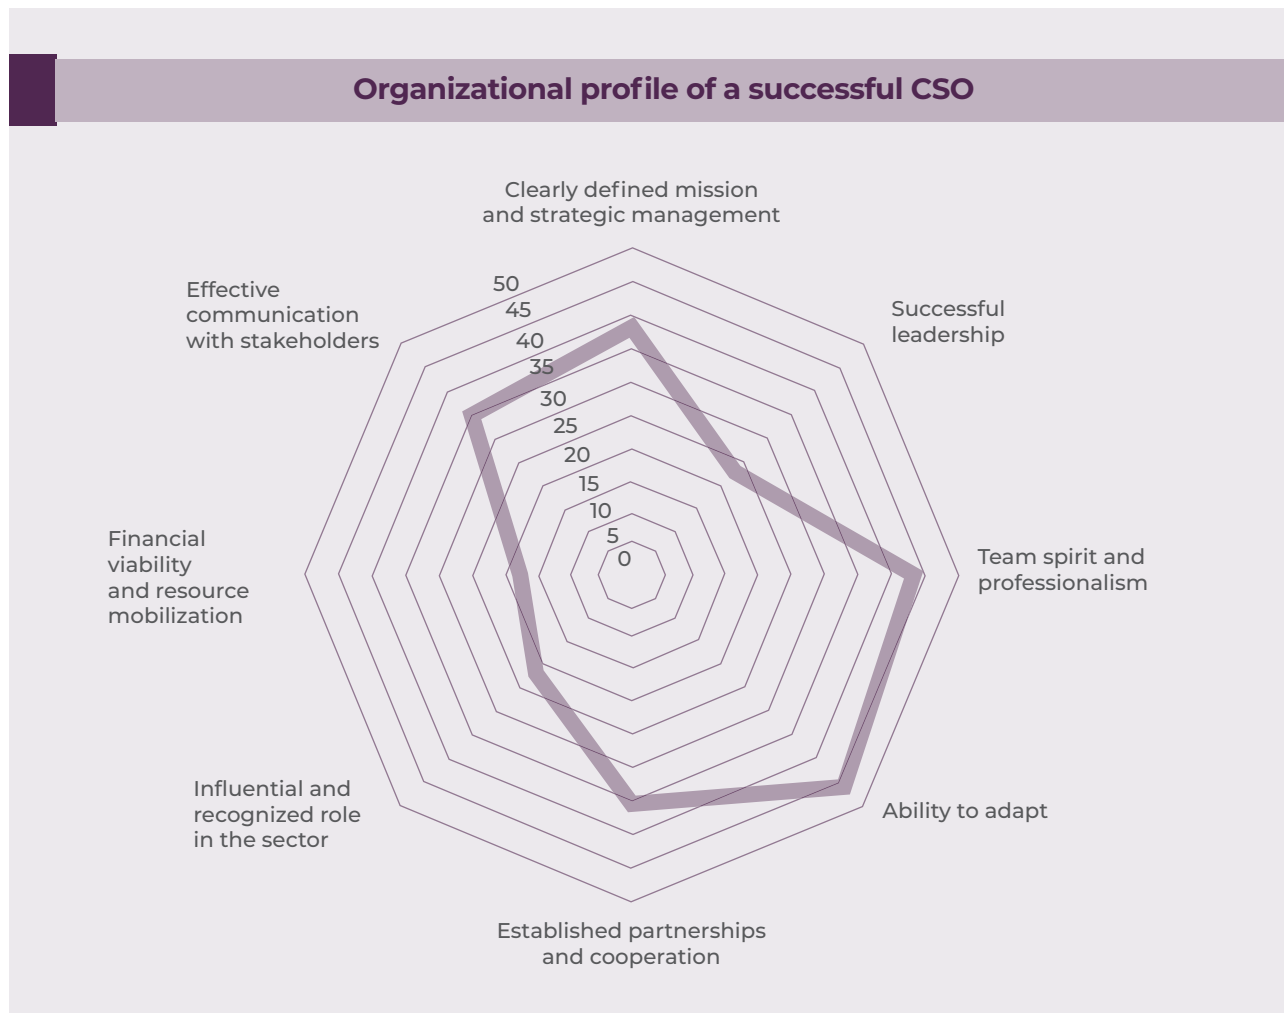 Organizational profile of a successful CSO
Clearly defined mission
and strategic management
Effective
communication
with stakeholders
Successful
leadership
50
45
40
35
30
25
20
15
10
5
0
Financial
viability
and resource
mobilization
Team spirit and
professionalism
Influential and
recognized role
in the sector
Ability to adapt
Established partnerships
and cooperation